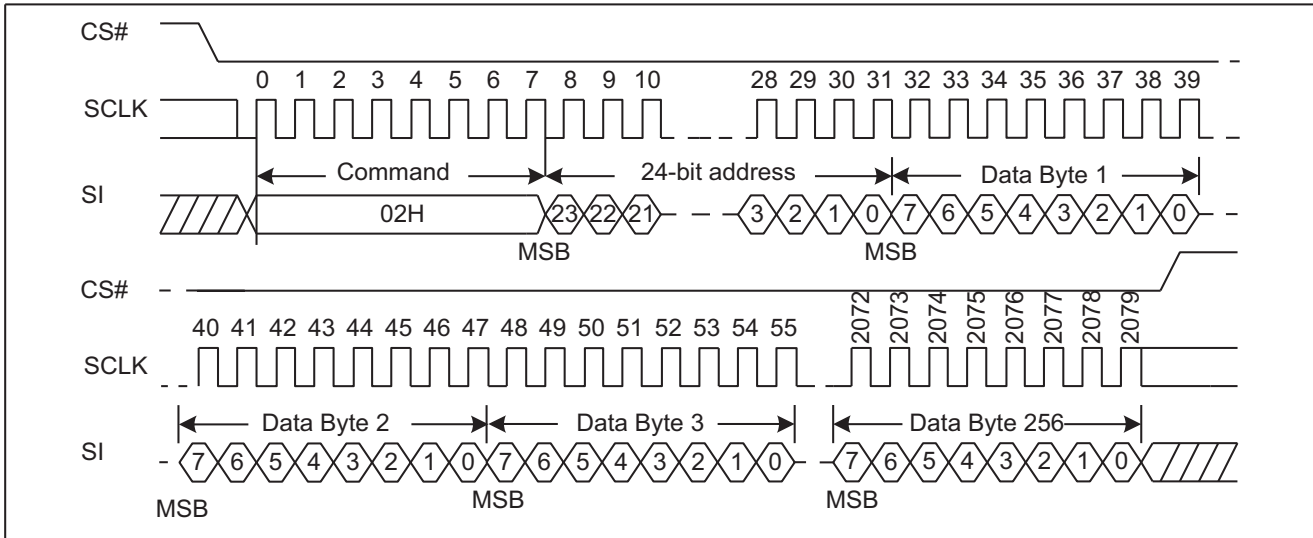 CS#
0 1 2 3 4 5 6 7 8 9 10 28 29 30 31 32 33 34 35 36 37 38 39
SCLK
Command 24-bit address Data Byte 1
SI
02H 23 22 21 3 2 1 0 7 6 5 4 3 2 1 0
MSB MSB
CS#
40 41 42 43 44 45 46 47 48 49 50 51 52 53 54 55 2072 2073 2074 2075 2076 2077 2078 2079
SCLK
Data Byte 2 Data Byte 3 Data Byte 256
SI
7 6 5 4 3 2 1 0 7 6 5 4 3 2 1 0 7 6 5 4 3 2 1 0
MSB MSB MSB